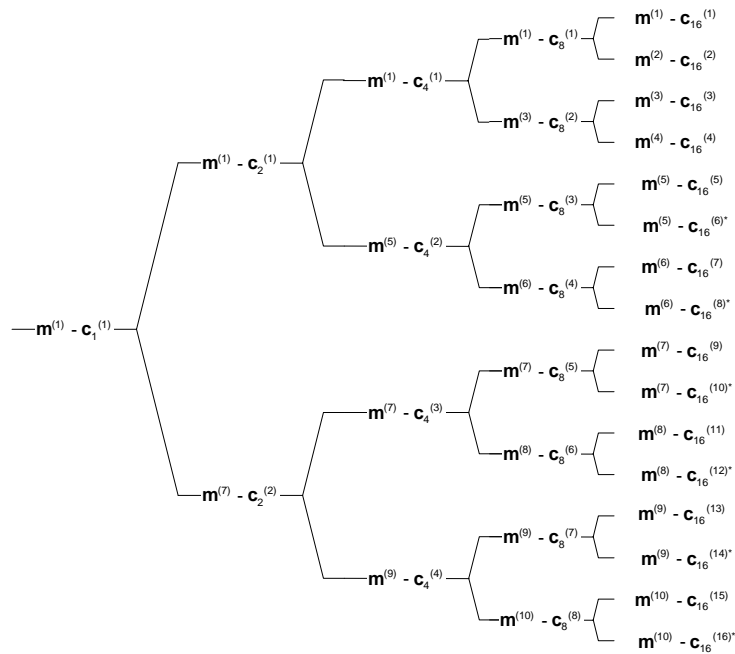 m⁽¹⁾ - c₁₆⁽¹⁾
m⁽¹⁾ - c₈⁽¹⁾
m⁽²⁾ - c₁₆⁽²⁾
m⁽¹⁾ - c₄⁽¹⁾
m⁽³⁾ - c₁₆⁽³⁾
m⁽³⁾ - c₈⁽²⁾
m⁽⁴⁾ - c₁₆⁽⁴⁾
m⁽¹⁾ - c₂⁽¹⁾
m⁽⁵⁾ - c₁₆⁽⁵⁾
m⁽⁵⁾ - c₈⁽³⁾
m⁽⁵⁾ - c₁₆⁽⁶⁾*
m⁽⁵⁾ - c₄⁽²⁾
m⁽⁶⁾ - c₁₆⁽⁷⁾
m⁽⁶⁾ - c₈⁽⁴⁾
m⁽⁶⁾ - c₁₆⁽⁸⁾*
m⁽¹⁾ - c₁⁽¹⁾
m⁽⁷⁾ - c₁₆⁽⁹⁾
m⁽⁷⁾ - c₈⁽⁵⁾
m⁽⁷⁾ - c₁₆⁽¹⁰⁾*
m⁽⁷⁾ - c₄⁽³⁾
m⁽⁸⁾ - c₁₆⁽¹¹⁾
m⁽⁸⁾ - c₈⁽⁶⁾
m⁽⁸⁾ - c₁₆⁽¹²⁾*
m⁽⁷⁾ - c₂⁽²⁾
m⁽⁹⁾ - c₁₆⁽¹³⁾
m⁽⁹⁾ - c₈⁽⁷⁾
m⁽⁹⁾ - c₁₆⁽¹⁴⁾*
m⁽⁹⁾ - c₄⁽⁴⁾
m⁽¹⁰⁾ - c₁₆⁽¹⁵⁾
m⁽¹⁰⁾ - c₈⁽⁸⁾
m⁽¹⁰⁾ - c₁₆⁽¹⁶⁾*